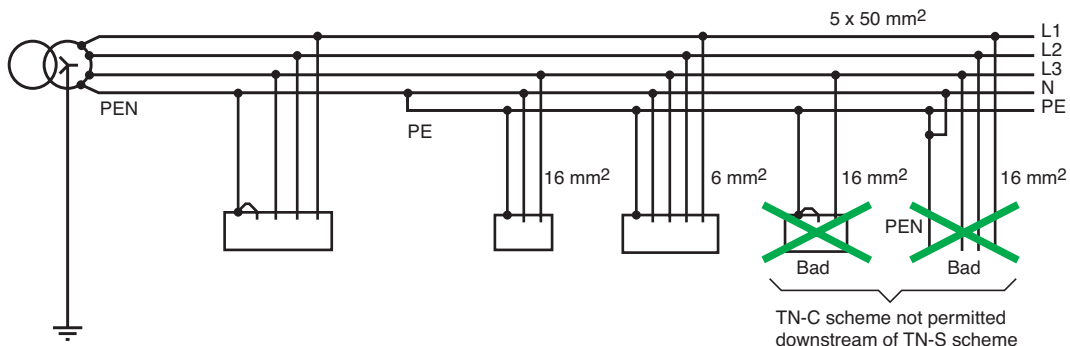 5 x 50 mm²
L1
L2
L3
N
PE
PEN
PE
16 mm²
6 mm²
16 mm²
16 mm²
PEN
Bad
Bad
TN-C scheme not permitted
downstream of TN-S scheme